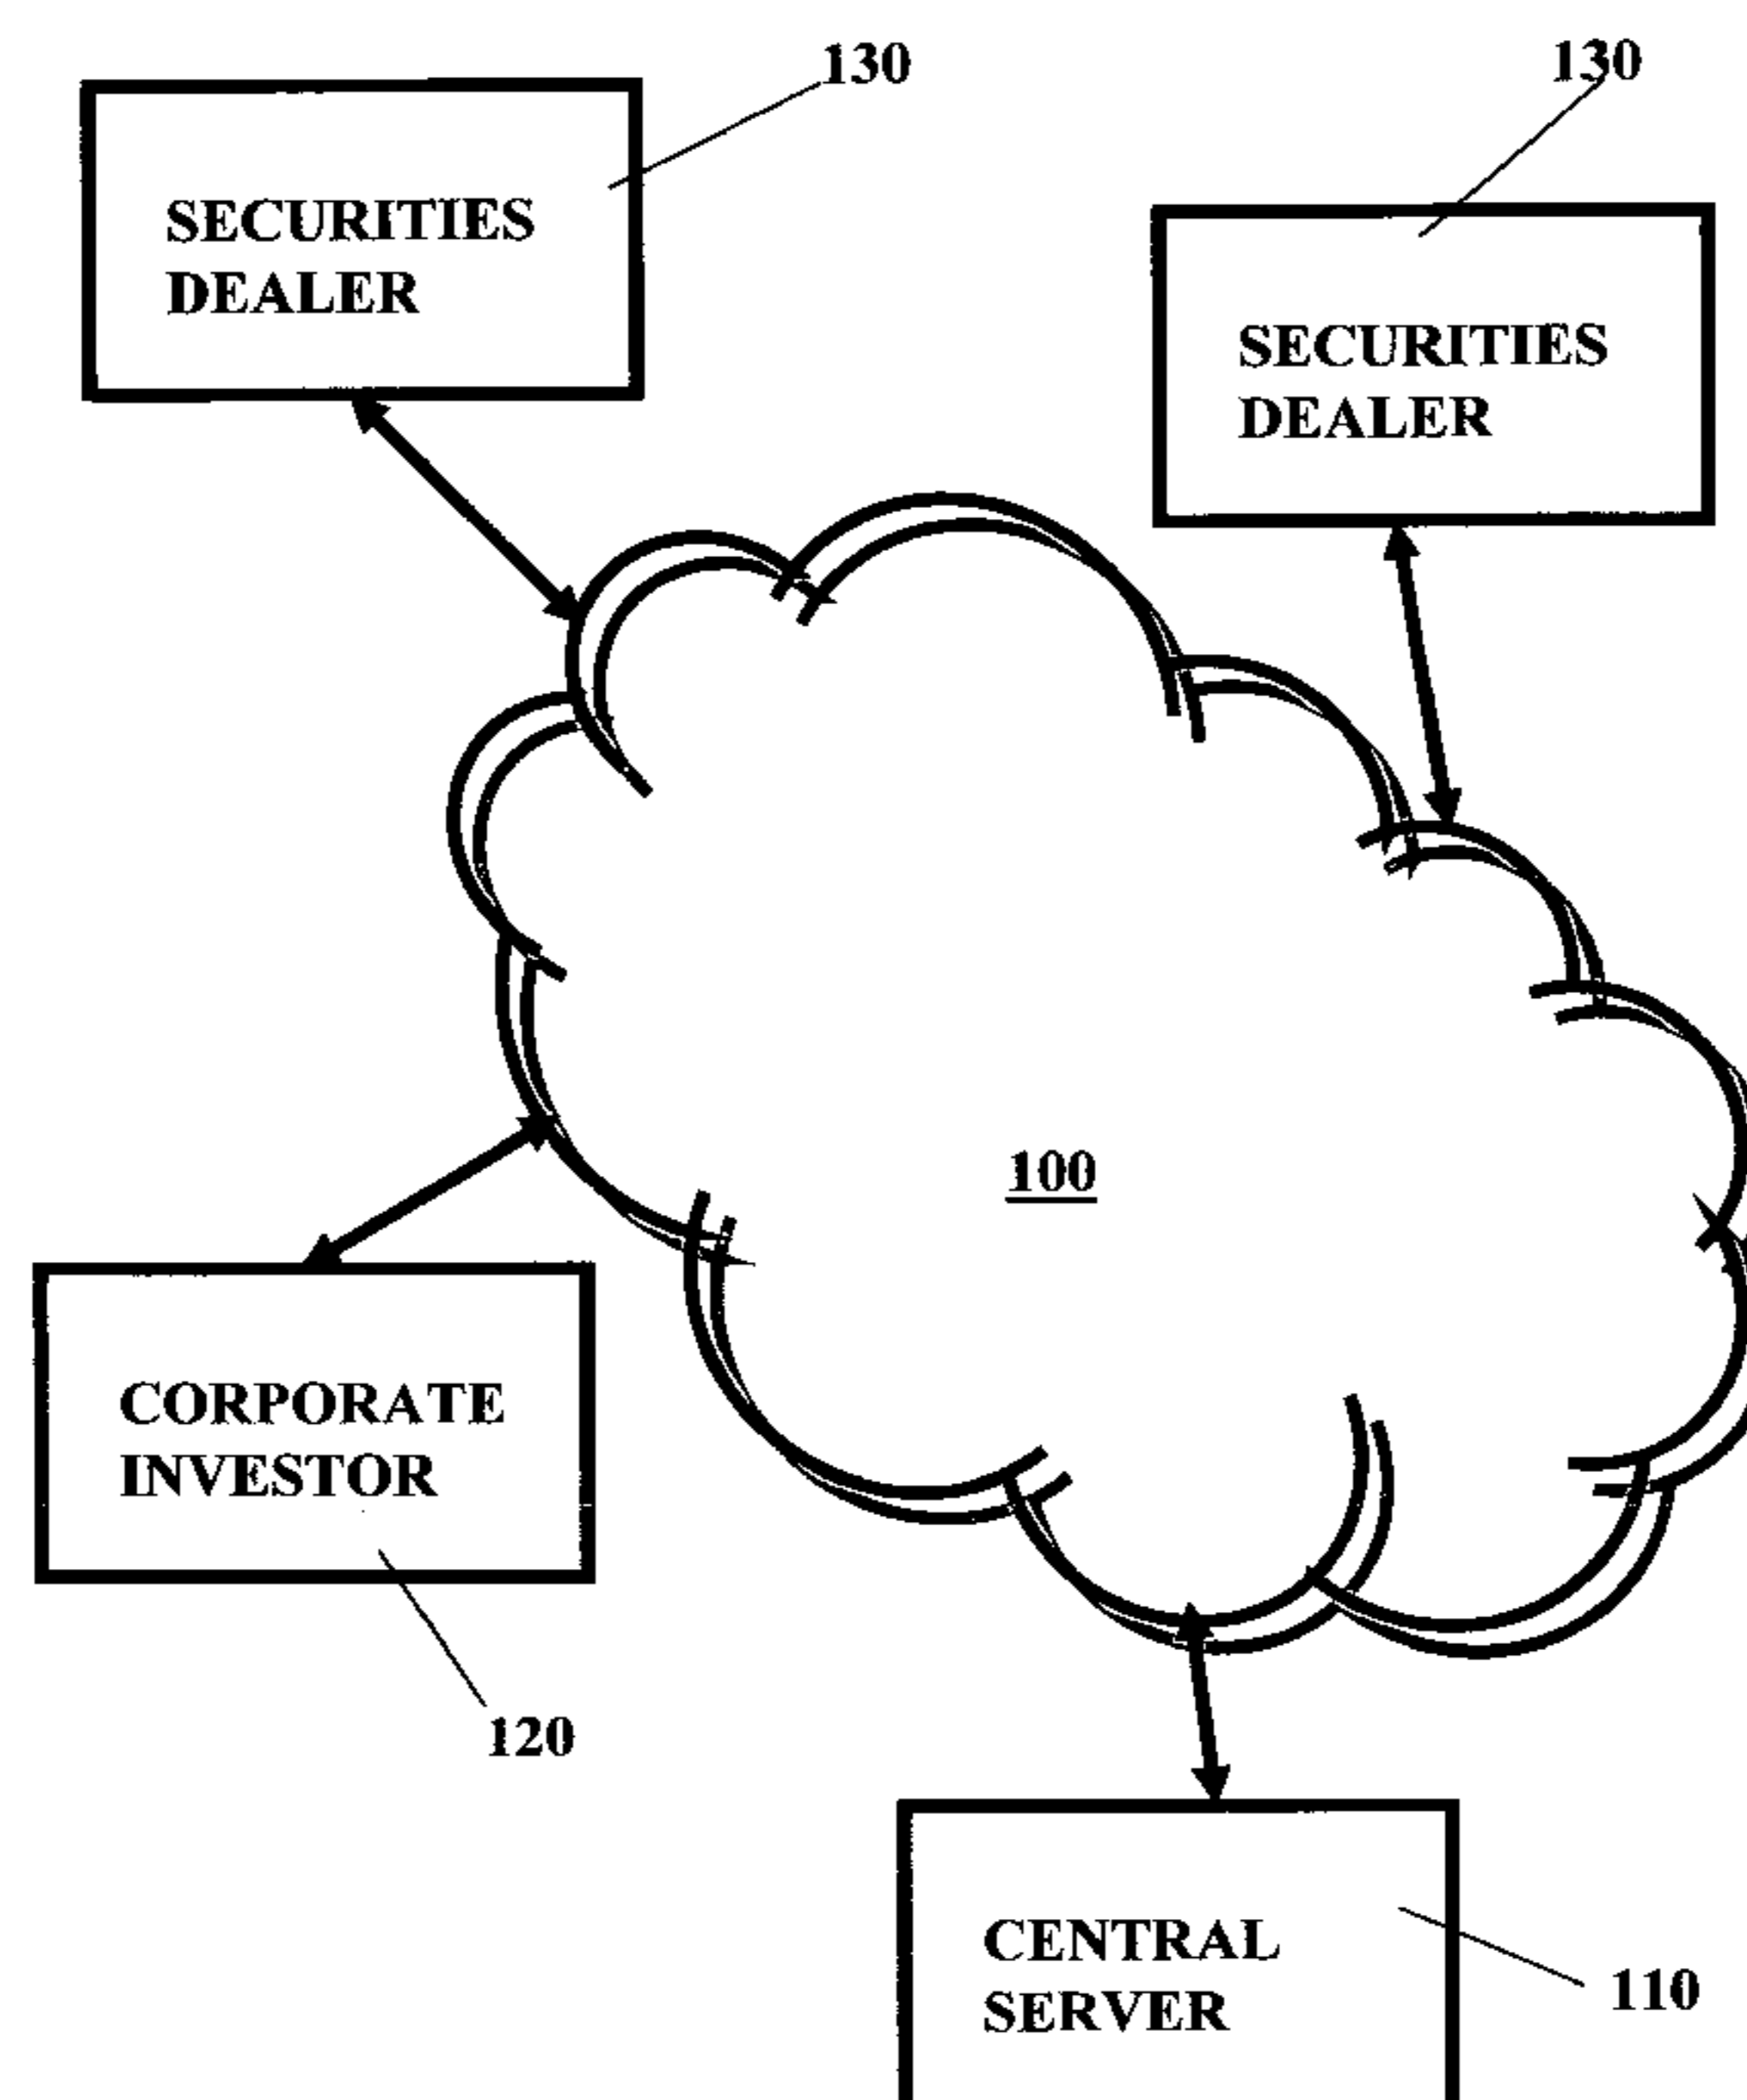 130
130
SECURITIES
DEALER
SECURITIES
DEALER
100
CORPORATE
INVESTOR
120
CENTRAL
SERVER
110